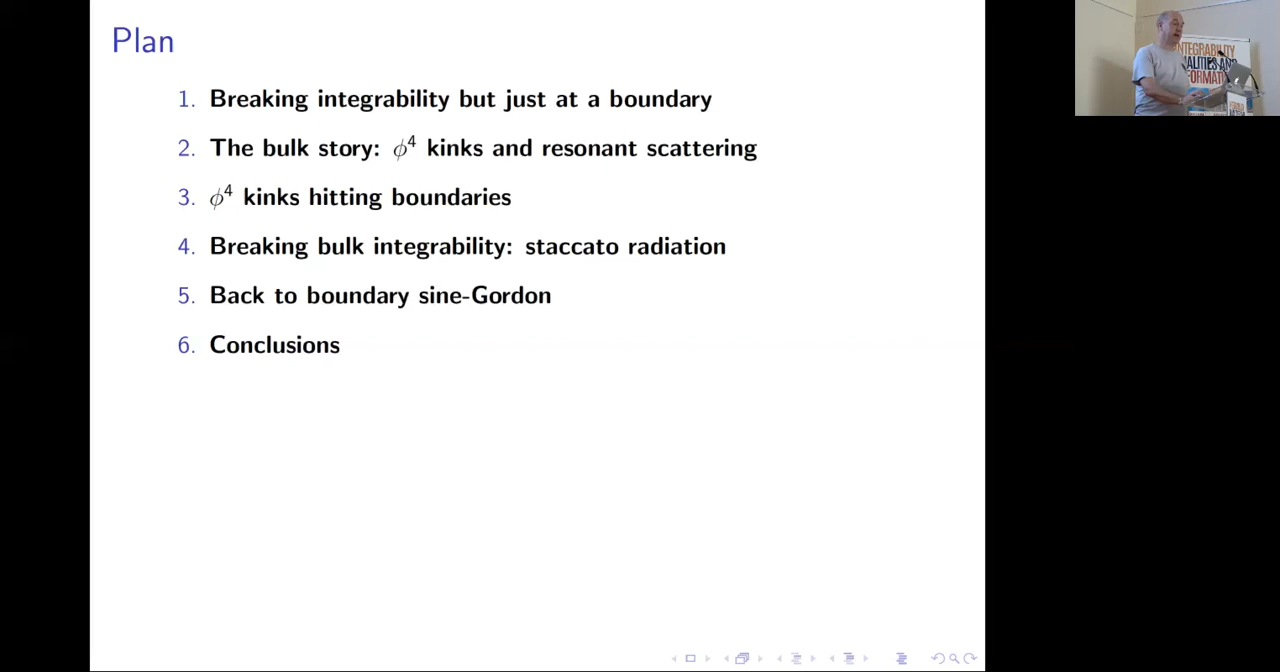 Plan
1. Breaking integrability but just at a boundary
2. The bulk story: ϕ⁴ kinks and resonant scattering
3. ϕ⁴ kinks hitting boundaries
4. Breaking bulk integrability: staccato radiation
5. Back to boundary sine-Gordon
6. Conclusions
INTEGRABILITY